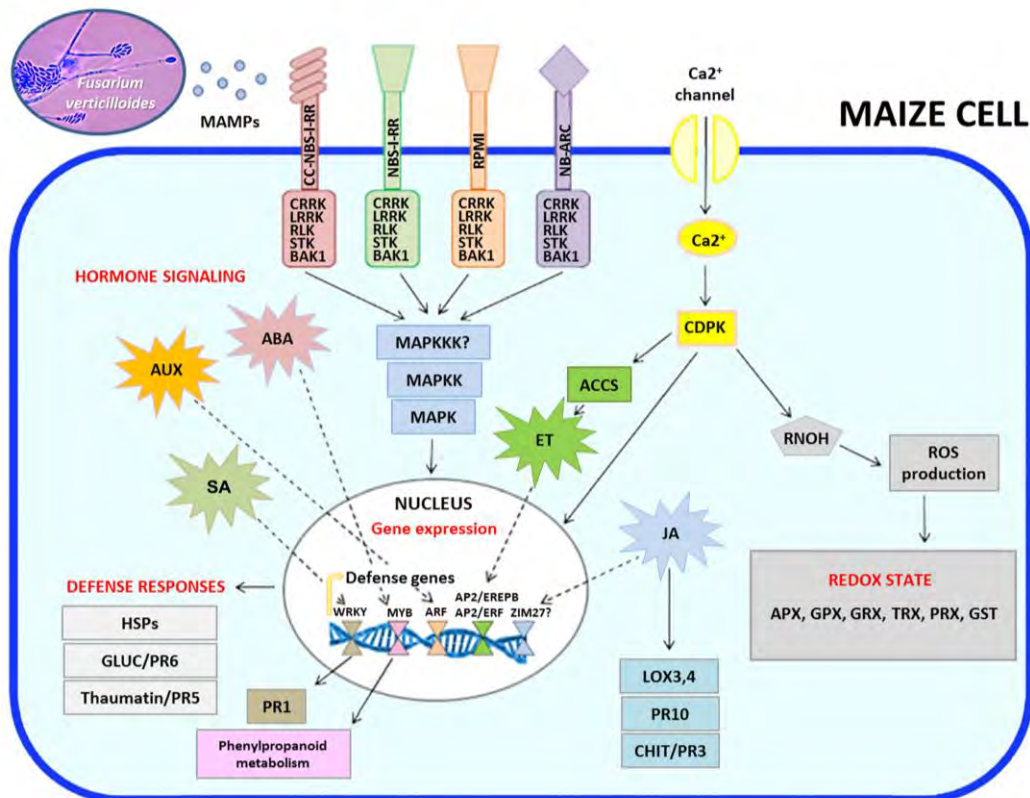 Fusarium
verticilloides
MAMPs
CC-NBS-I-RR
NBS-I-RR
RPMI
NB-ARC
Ca2+
channel
MAIZE CELL
CRRK
LRRK
RLK
STK
BAK1
CRRK
LRRK
RLK
STK
BAK1
CRRK
LRRK
RLK
STK
BAK1
CRRK
LRRK
RLK
STK
BAK1
Ca2+
HORMONE SIGNALING
CDPK
ABA
AUX
MAPKKK?
MAPKK
MAPK
ACCS
ET
RNOH
ROS
production
SA
NUCLEUS
Gene expression
JA
DEFENSE RESPONSES
Defense genes
AP2/EREPB
WRKY MYB ARF AP2/ERF ZIM27?
REDOX STATE
APX, GPX, GRX, TRX, PRX, GST
HSPs
GLUC/PR6
Thaumatin/PR5
PR1
Phenylpropanoid
metabolism
LOX3,4
PR10
CHIT/PR3